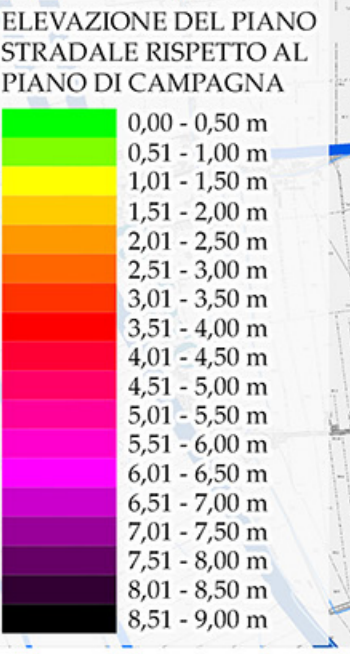 ELEVAZIONE DEL PIANO
STRADALE RISPETTO AL
PIANO DI CAMPAGNA
0,00 - 0,50 m
0,51 - 1,00 m
1,01 - 1,50 m
1,51 - 2,00 m
2,01 - 2,50 m
2,51 - 3,00 m
3,01 - 3,50 m
3,51 - 4,00 m
4,01 - 4,50 m
4,51 - 5,00 m
5,01 - 5,50 m
5,51 - 6,00 m
6,01 - 6,50 m
6,51 - 7,00 m
7,01 - 7,50 m
7,51 - 8,00 m
8,01 - 8,50 m
8,51 - 9,00 m